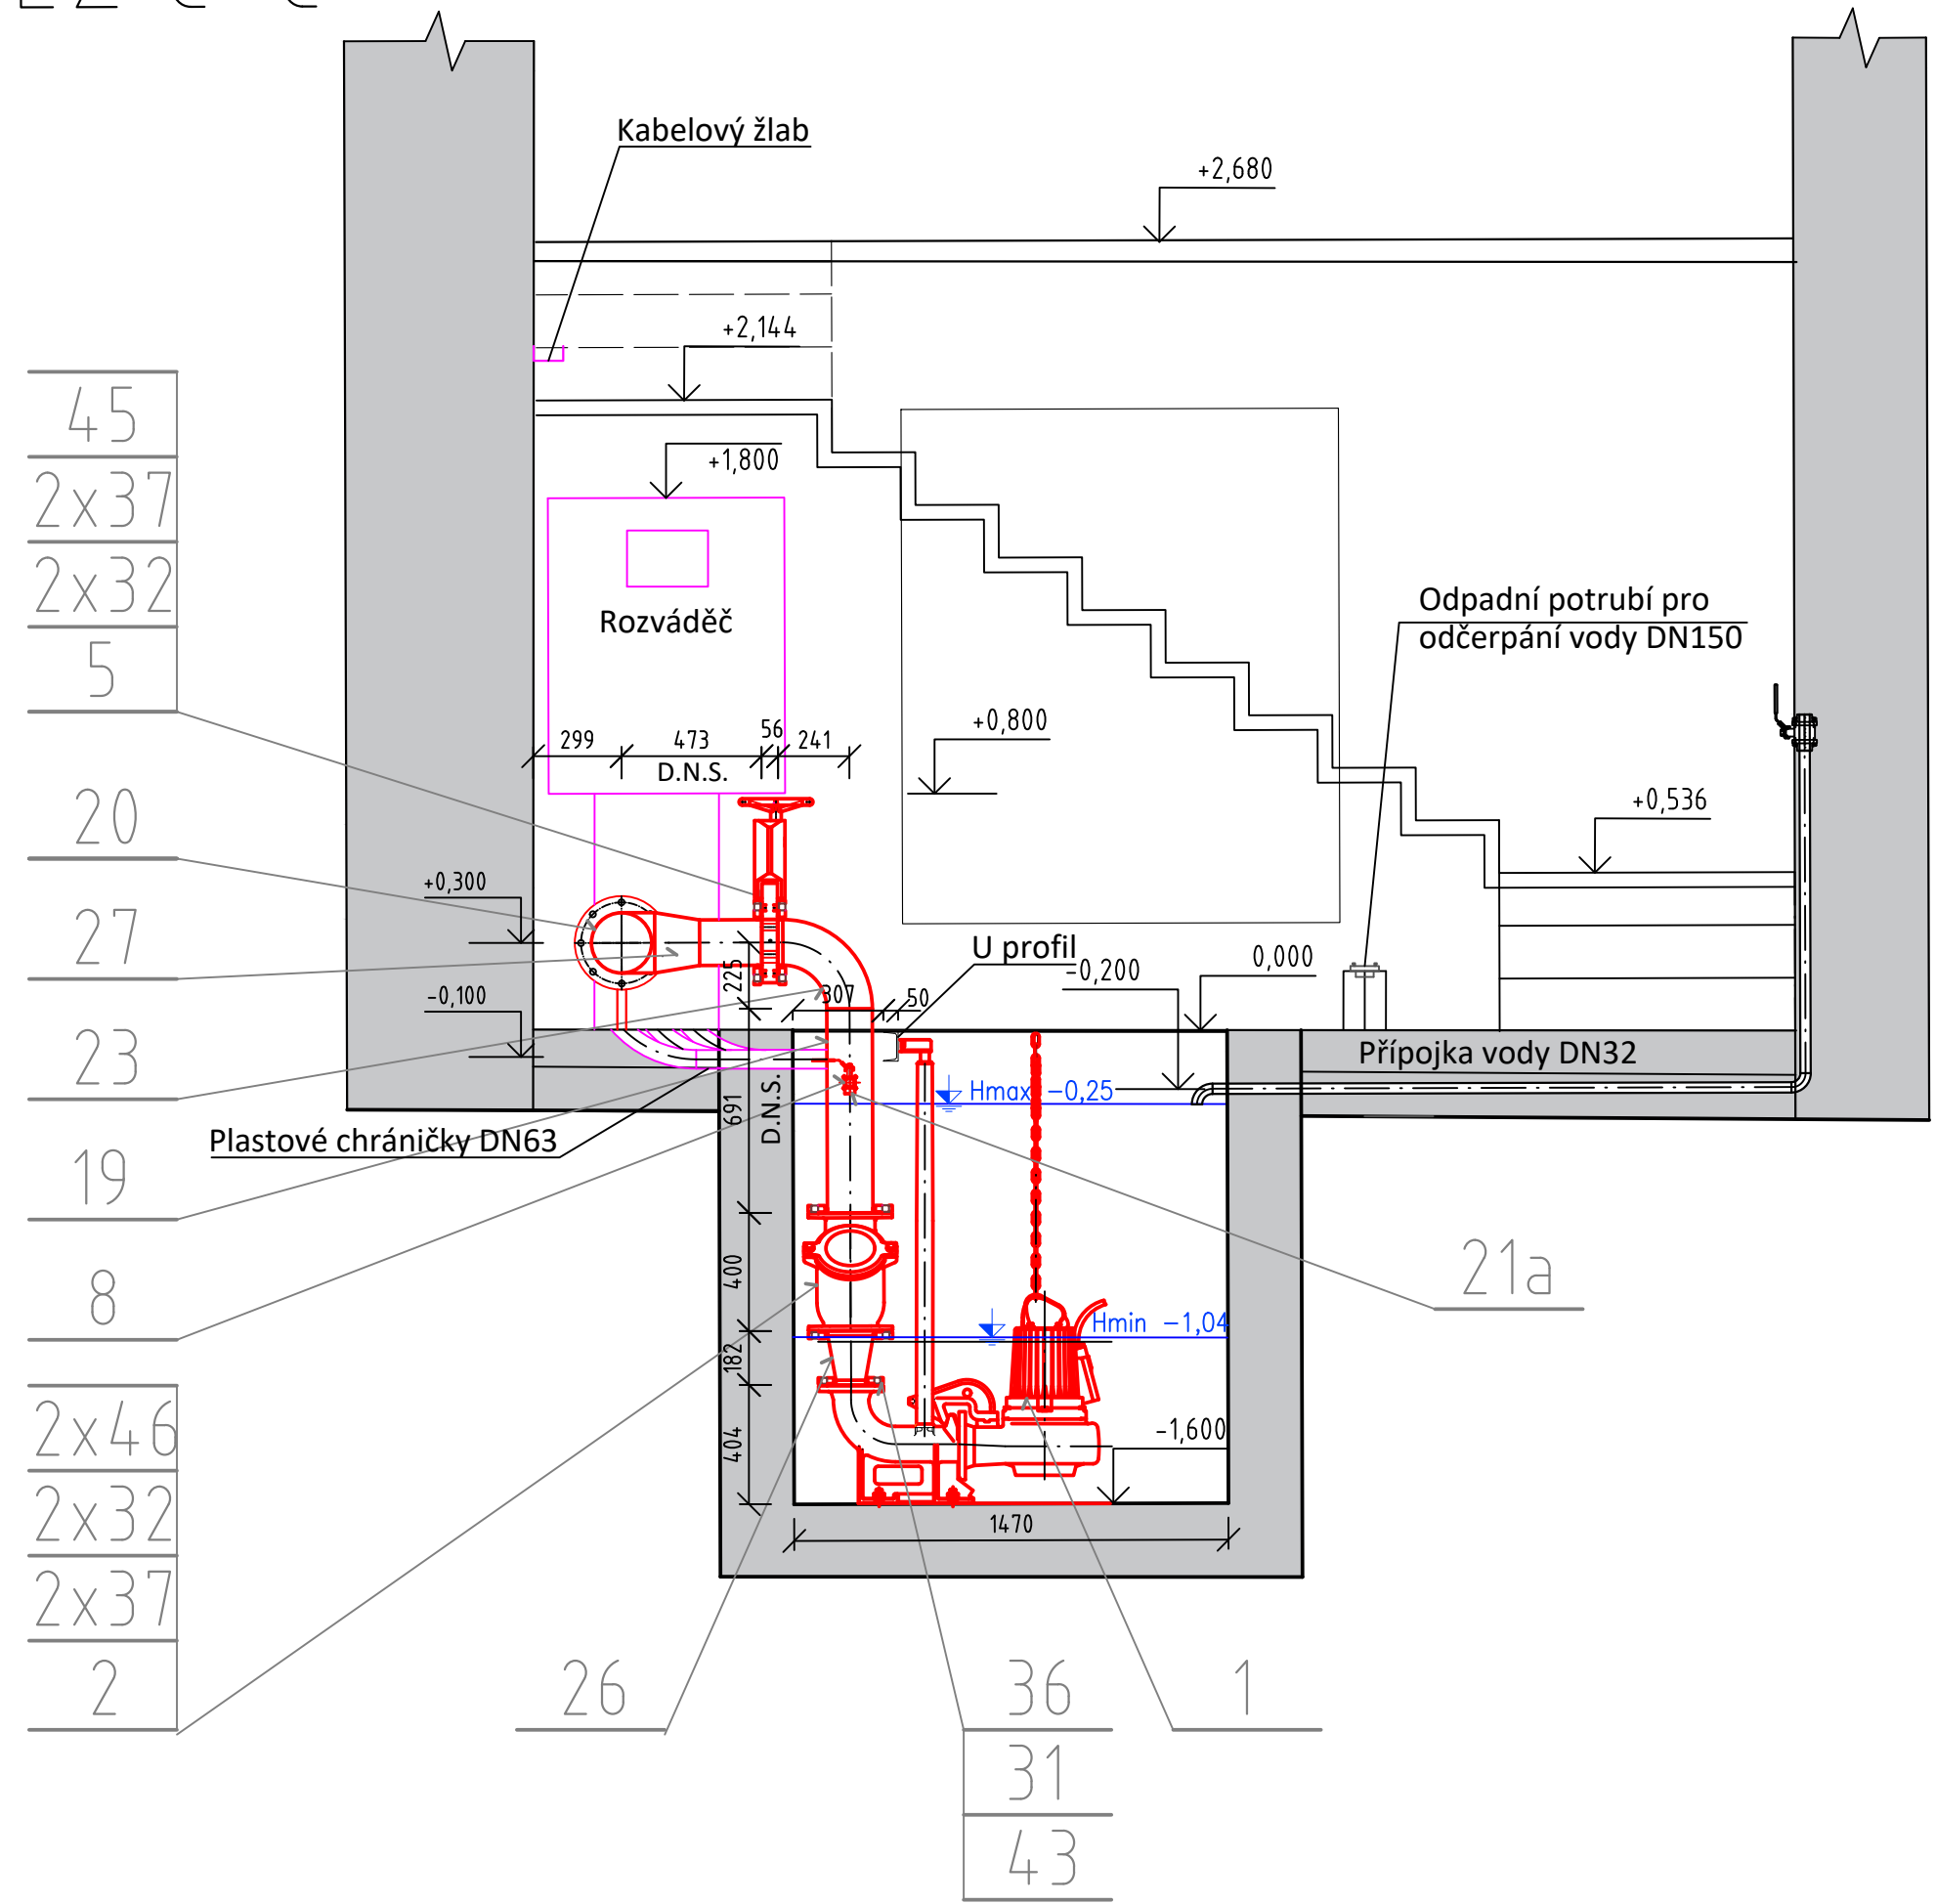 Kabelový žlab
+2,680
+2,144
45
2x37
2x32
5
+1,800
Rozváděč
Odpadní potrubí pro
odčerpání vody DN150
299
473
56
241
D.N.S.
+0,800
+0,536
20
+0,300
27
225
U profil
-0,200
0,000
-0,100
307
50
23
Přípojka vody DN32
Hmax -0,25
691
D.N.S.
Plastové chráničky DN63
19
8
400
21a
182
Hmin -1,04
404
-1,600
1470
2x46
2x32
2x37
2
26
36
31
43
1